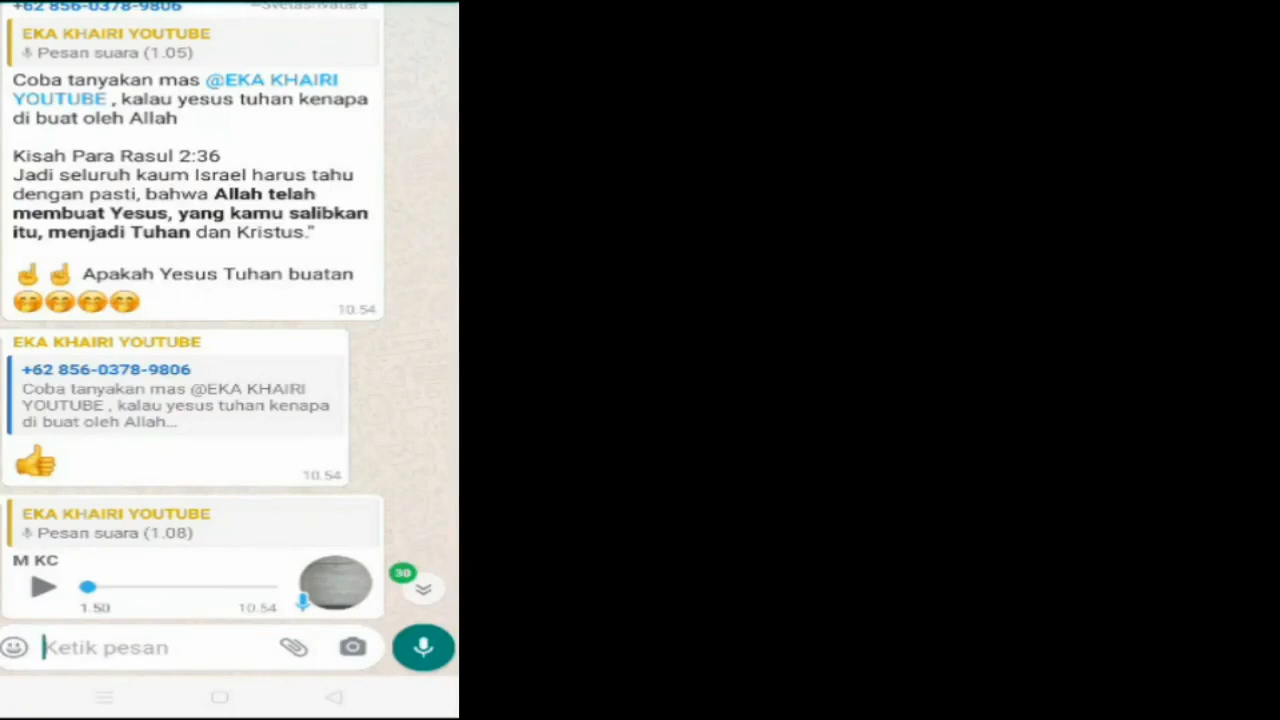 +62 856-0378-9806
~Svetasvatara
EKA KHAIRI YOUTUBE
Pesan suara (1.05)
Coba tanyakan mas @EKA KHAIRI
YOUTUBE , kalau yesus tuhan kenapa
di buat oleh Allah
Kisah Para Rasul 2:36
Jadi seluruh kaum Israel harus tahu
dengan pasti, bahwa Allah telah
membuat Yesus, yang kamu salibkan
itu, menjadi Tuhan dan Kristus."
☝️ ☝️ Apakah Yesus Tuhan buatan
🤭🤭🤭🤭
10.54
EKA KHAIRI YOUTUBE
+62 856-0378-9806
Coba tanyakan mas @EKA KHAIRI
YOUTUBE , kalau yesus tuhan kenapa
di buat oleh Allah...
👍
10.54
EKA KHAIRI YOUTUBE
Pesan suara (1.08)
M KC
30
1.50 10.54
Ketik pesan